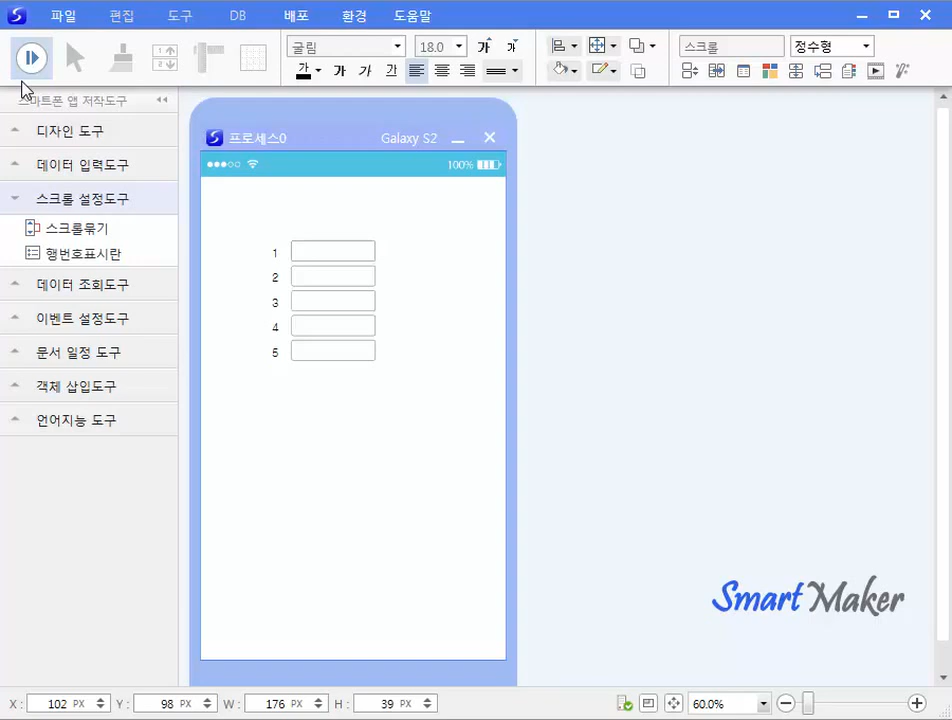 파일 편집 도구 DB 배포 환경 도움말
굴림 18.0 가 가 스크롤 정수형
가 가 가 가
스마트폰 앱 저작도구
디자인 도구
데이터 입력도구
스크롤 설정도구
스크롤묶기
행번호표시란
데이터 조회도구
이벤트 설정도구
문서 일정 도구
객체 삽입도구
언어지능 도구
프로세스0 Galaxy S2
100%
1
2
3
4
5
Smart Maker
X : 102 PX Y : 98 PX W : 176 PX H : 39 PX 60.0%